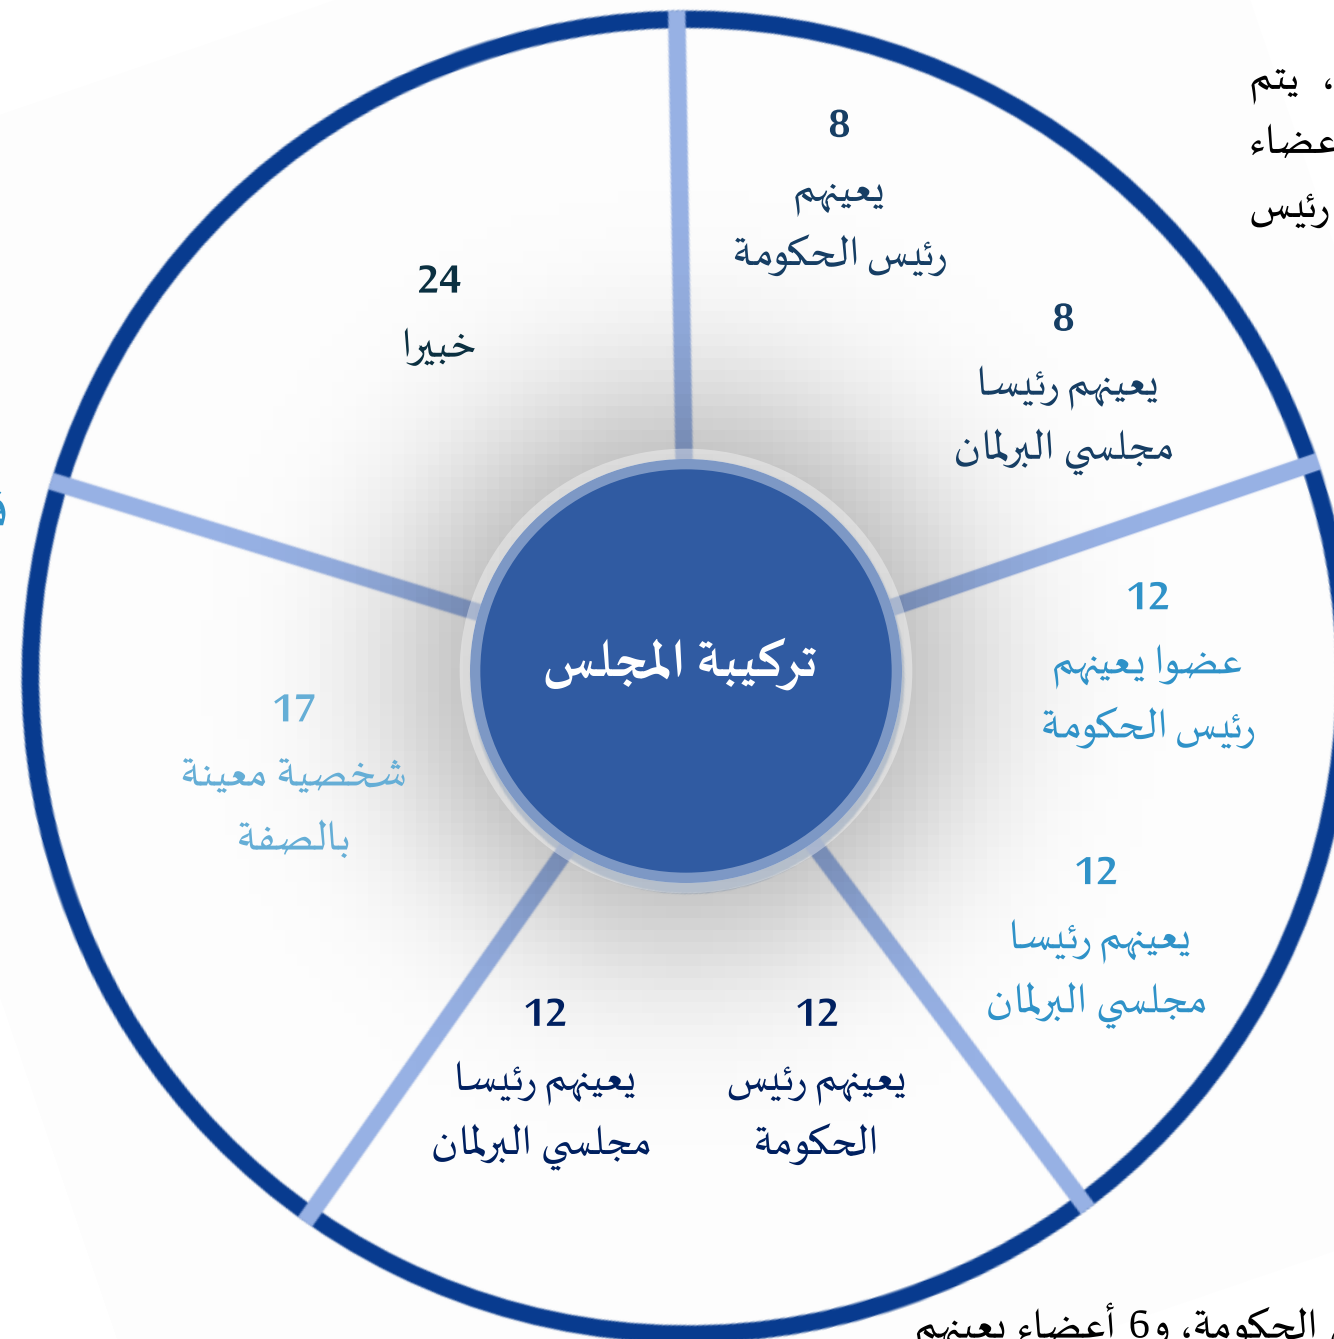 ، يتم
عضاء
رئيس
8
يعينهم
رئيس الحكومة
8
يعينهم رئيسا
مجلسي البرلمان
24
خبيرا
12
عضوا يعينهم
رئيس الحكومة
تركيبة المجلس
17
شخصية معينة
بالصفة
12
يعينهم رئيسا
مجلسي البرلمان
12
يعينهم رئيس
الحكومة
12
يعينهم رئيسا
مجلسي البرلمان
الحكومة، و6 أعضاء يعينهم